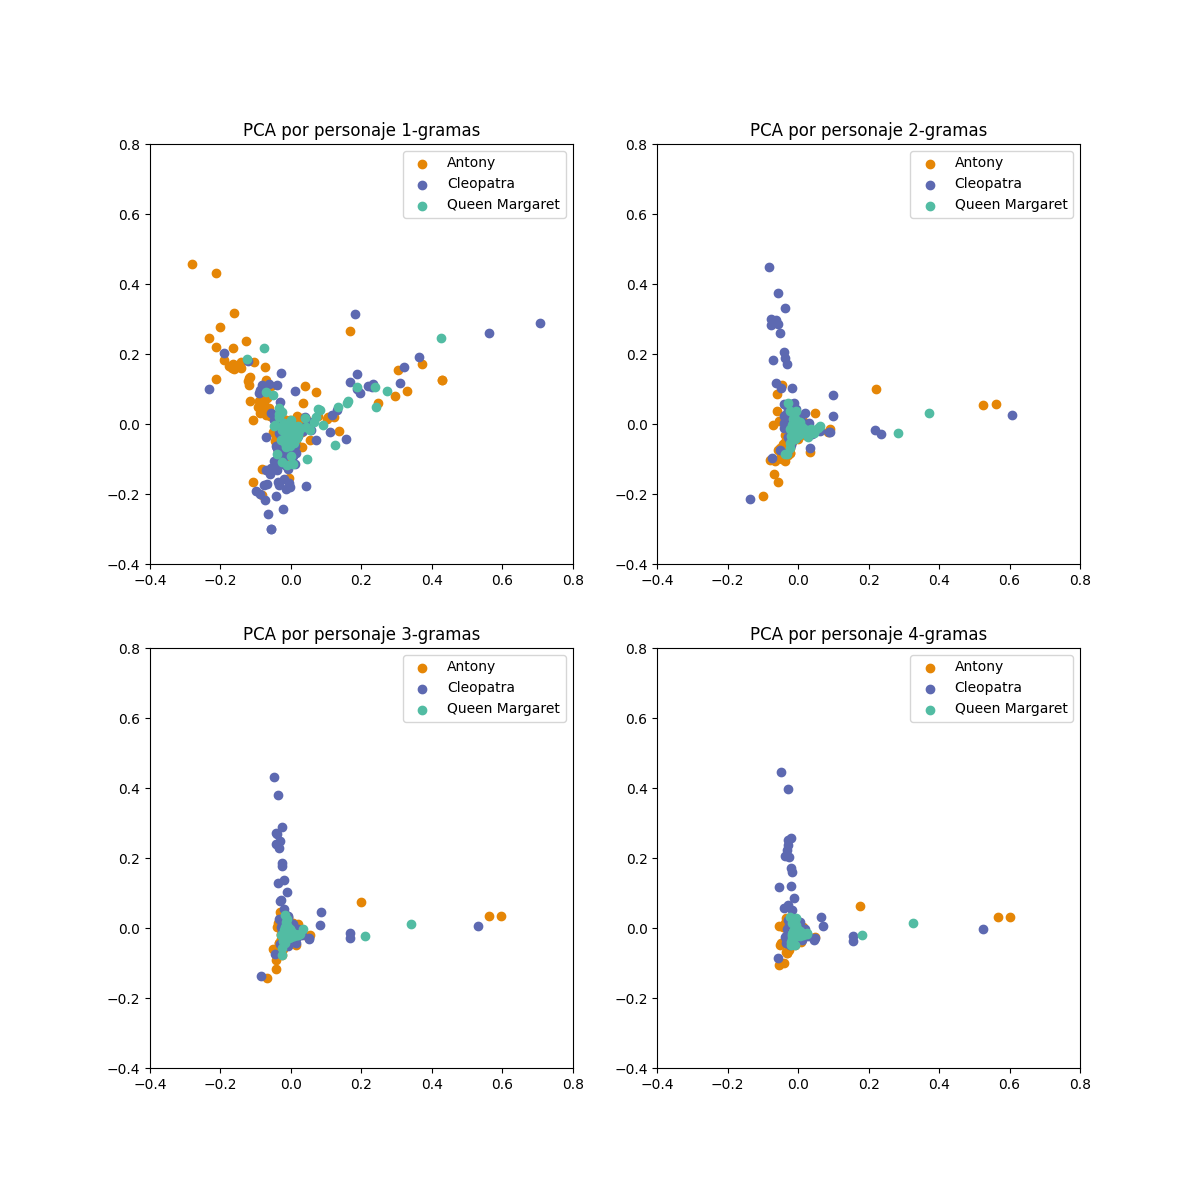 PCA por personaje 1-gramas
Antony
Cleopatra
Queen Margaret
0.8
0.6
0.4
0.2
0.0
−0.2
−0.4
−0.4 −0.2 0.0 0.2 0.4 0.6 0.8
PCA por personaje 2-gramas
Antony
Cleopatra
Queen Margaret
0.8
0.6
0.4
0.2
0.0
−0.2
−0.4
−0.4 −0.2 0.0 0.2 0.4 0.6 0.8
PCA por personaje 3-gramas
Antony
Cleopatra
Queen Margaret
0.8
0.6
0.4
0.2
0.0
−0.2
−0.4
−0.4 −0.2 0.0 0.2 0.4 0.6 0.8
PCA por personaje 4-gramas
Antony
Cleopatra
Queen Margaret
0.8
0.6
0.4
0.2
0.0
−0.2
−0.4
−0.4 −0.2 0.0 0.2 0.4 0.6 0.8